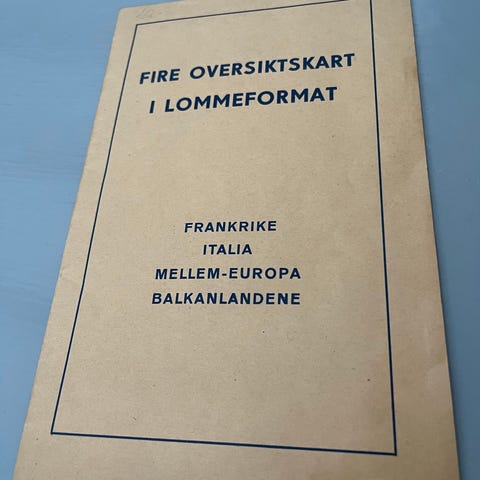 FIRE OVERSIKTSKART
I LOMMEFORMAT
FRANKRIKE
ITALIA
MELLEM-EUROPA
BALKANLANDENE